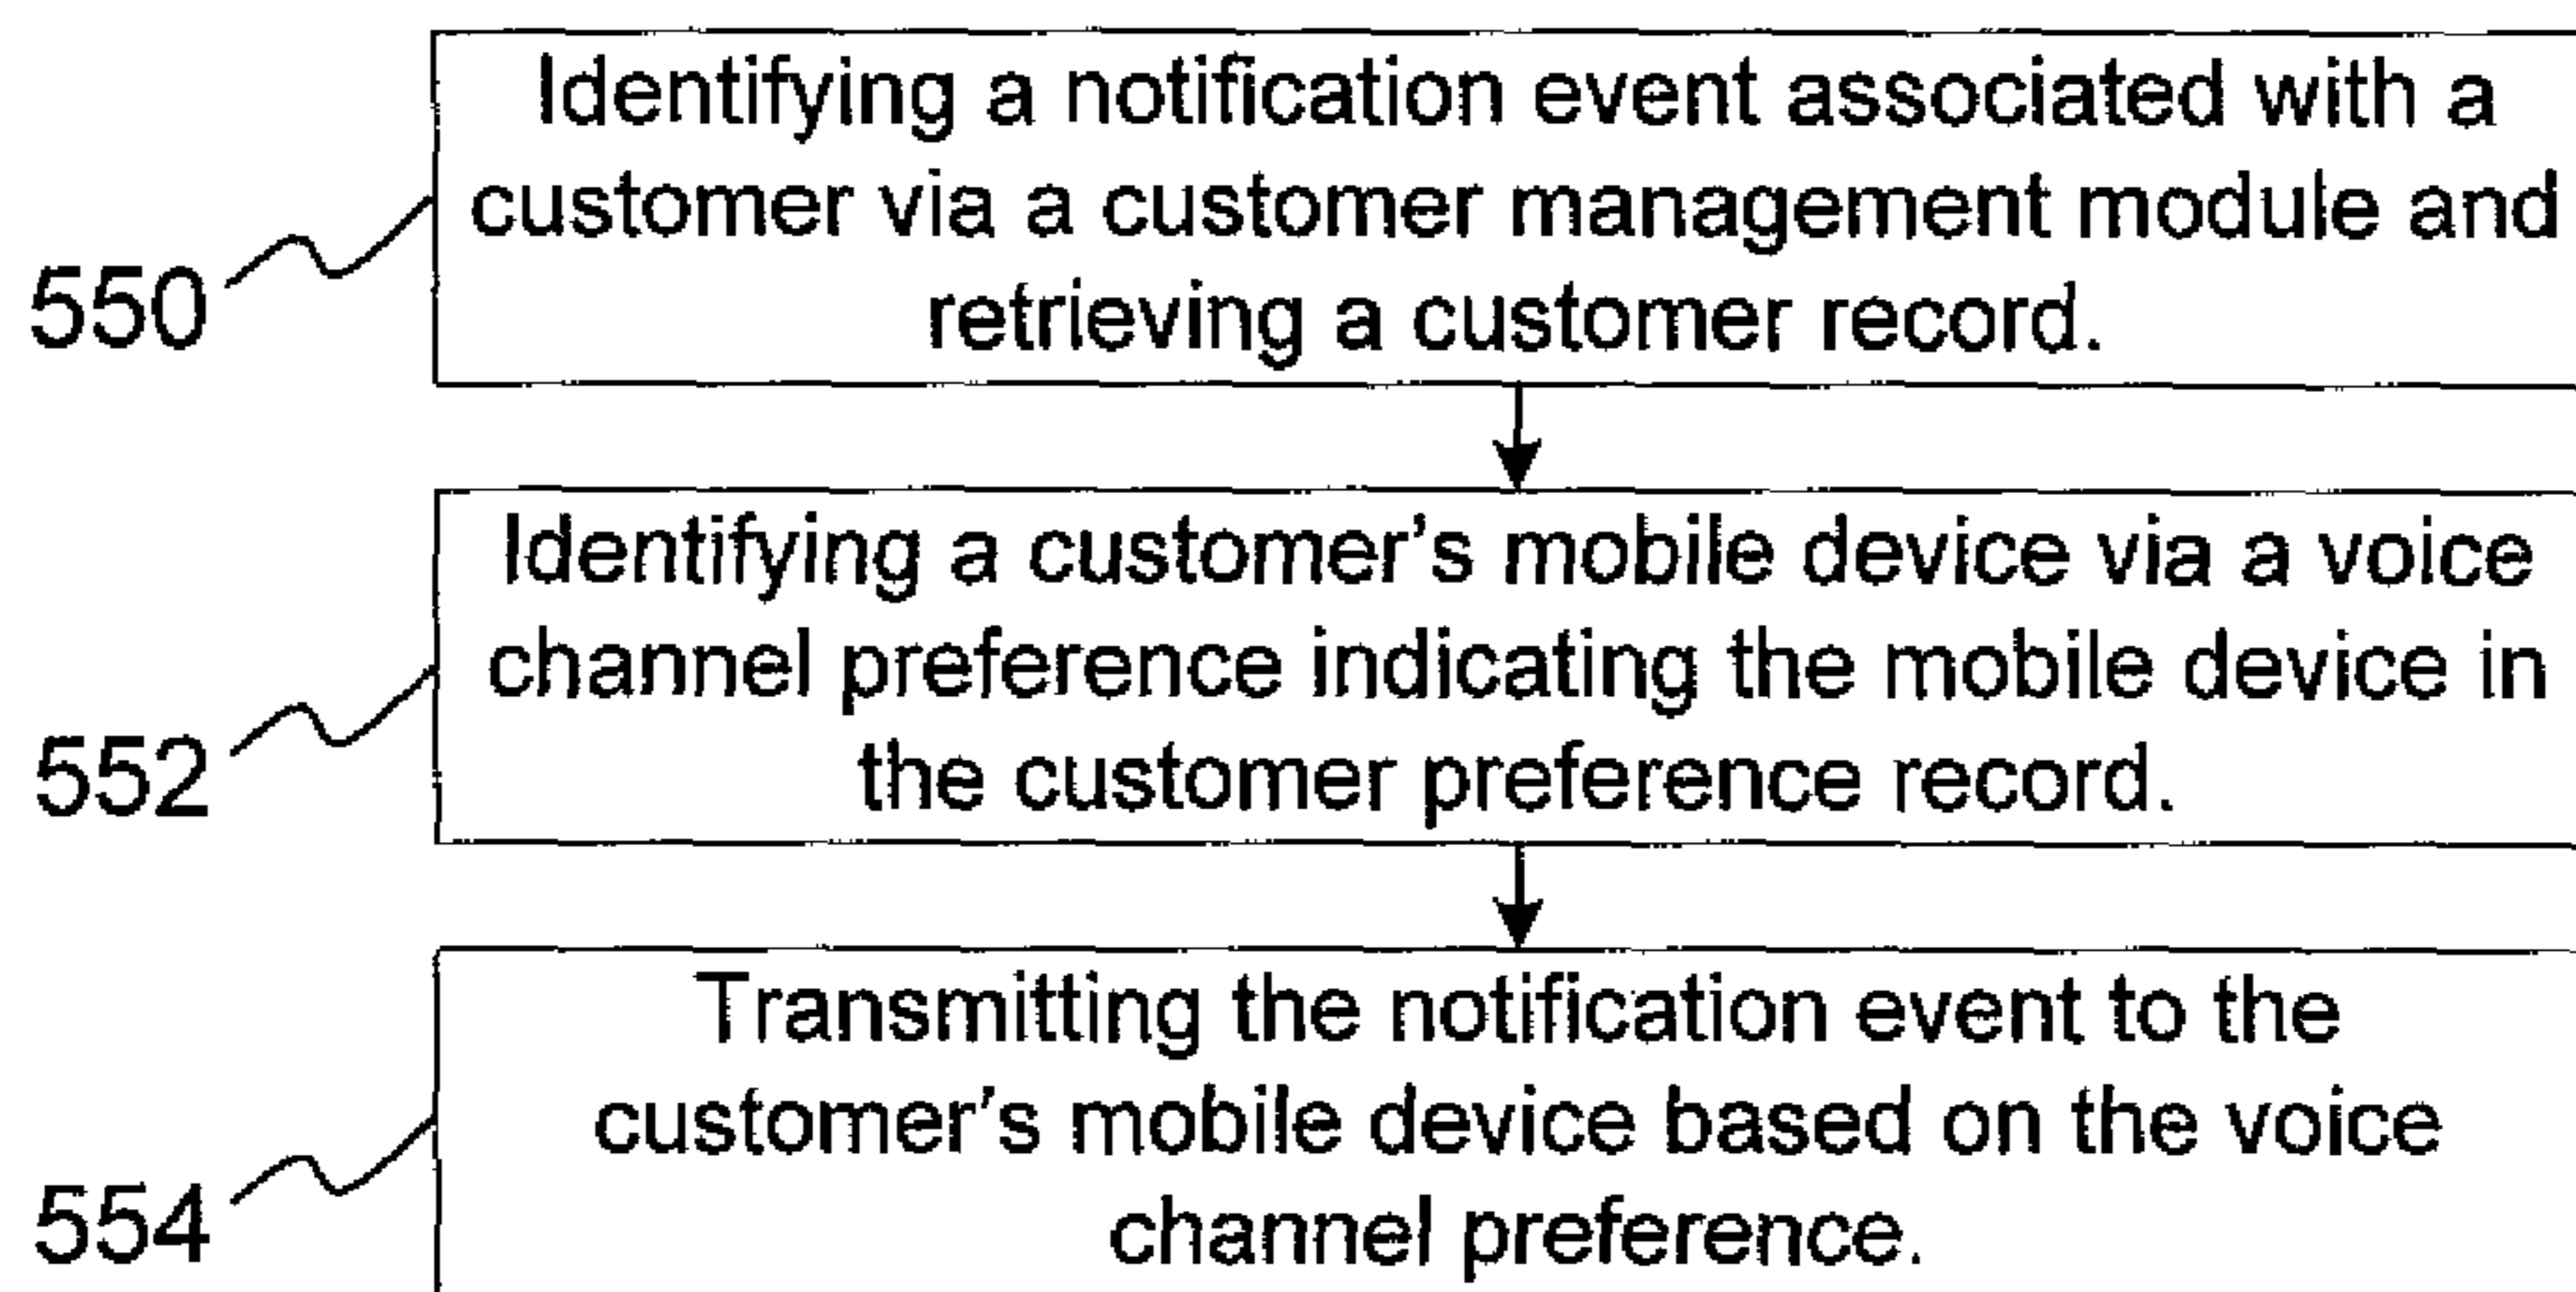 Identifying a notification event associated with a
customer via a customer management module and
retrieving a customer record.
550
Identifying a customer's mobile device via a voice
channel preference indicating the mobile device in
the customer preference record.
552
Transmitting the notification event to the
customer's mobile device based on the voice
channel preference.
554